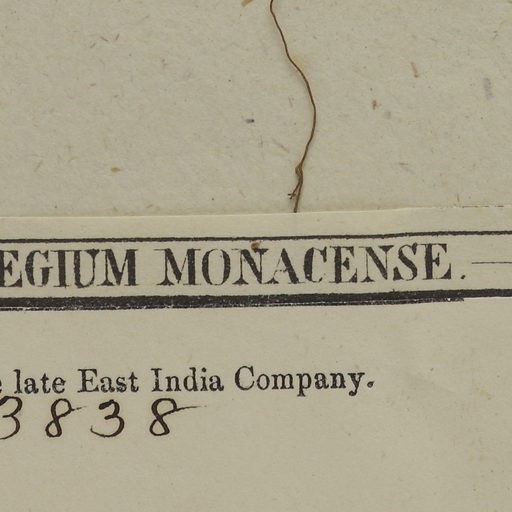 EGIUM MONACENSE.
late East India Company.
3838